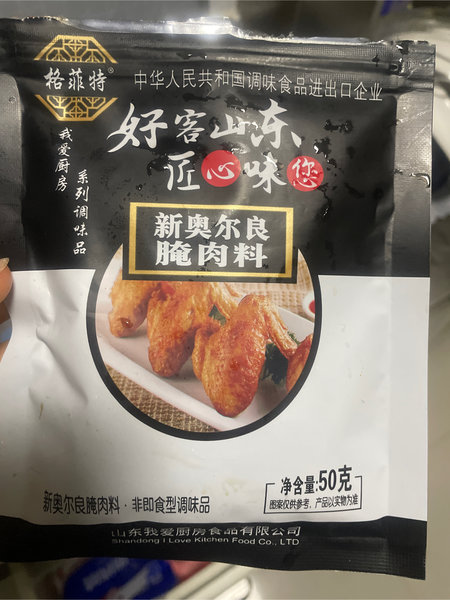 格菲特®
中华人民共和国调味食品进出口企业
我爱厨房
系列调味品
好客山东
匠心味您
新奥尔良
腌肉料
净含量:50克
图案仅供参考,产品以实物为准
新奥尔良腌肉料·非即食型调味品
山东我爱厨房食品有限公司
Shandong I Love Kitchen Food Co., LTD